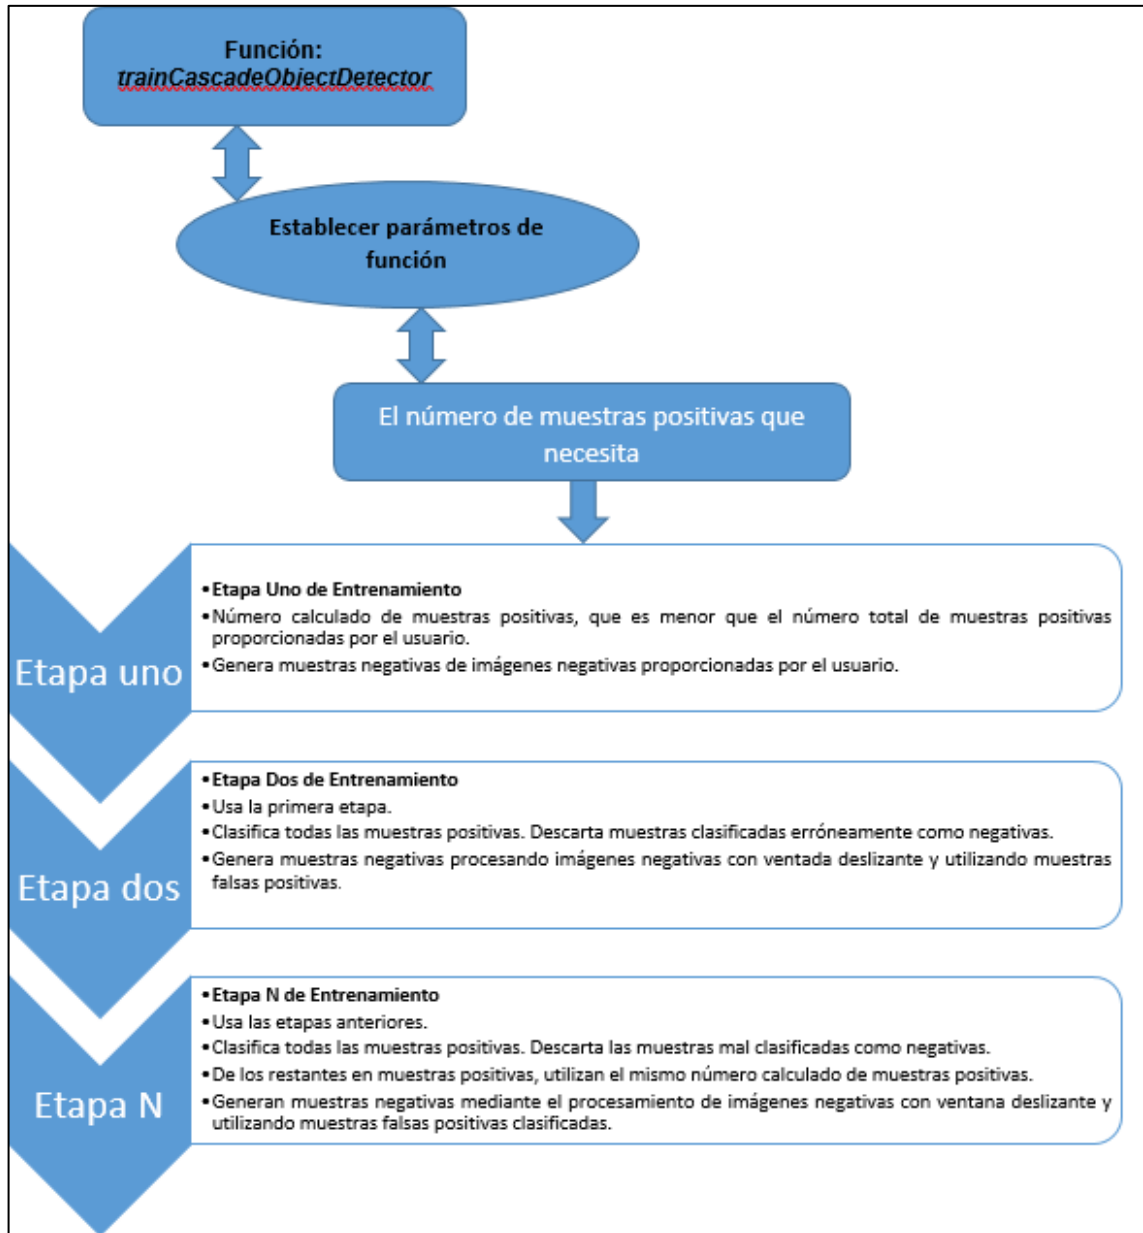 Función:
trainCascadeObjectDetector
Establecer parámetros de
función
El número de muestras positivas que
necesita
Etapa uno
•Etapa Uno de Entrenamiento
•Número calculado de muestras positivas, que es menor que el número total de muestras positivas
proporcionadas por el usuario.
•Genera muestras negativas de imágenes negativas proporcionadas por el usuario.
Etapa dos
•Etapa Dos de Entrenamiento
•Usa la primera etapa.
•Clasifica todas las muestras positivas. Descarta muestras clasificadas erróneamente como negativas.
•Genera muestras negativas procesando imágenes negativas con ventada deslizante y utilizando muestras
falsas positivas.
Etapa N
•Etapa N de Entrenamiento
•Usa las etapas anteriores.
•Clasifica todas las muestras positivas. Descarta las muestras mal clasificadas como negativas.
•De los restantes en muestras positivas, utilizan el mismo número calculado de muestras positivas.
•Generan muestras negativas mediante el procesamiento de imágenes negativas con ventana deslizante y
utilizando muestras falsas positivas clasificadas.